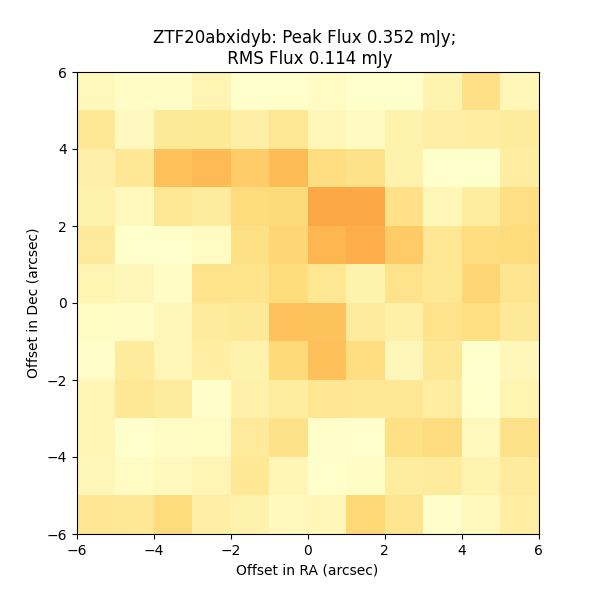 ZTF20abxidyb: Peak Flux 0.352 mJy;
RMS Flux 0.114 mJy
6
4
2
0
−2
−4
−6
Offset in Dec (arcsec)
−6 −4 −2 0 2 4 6
Offset in RA (arcsec)